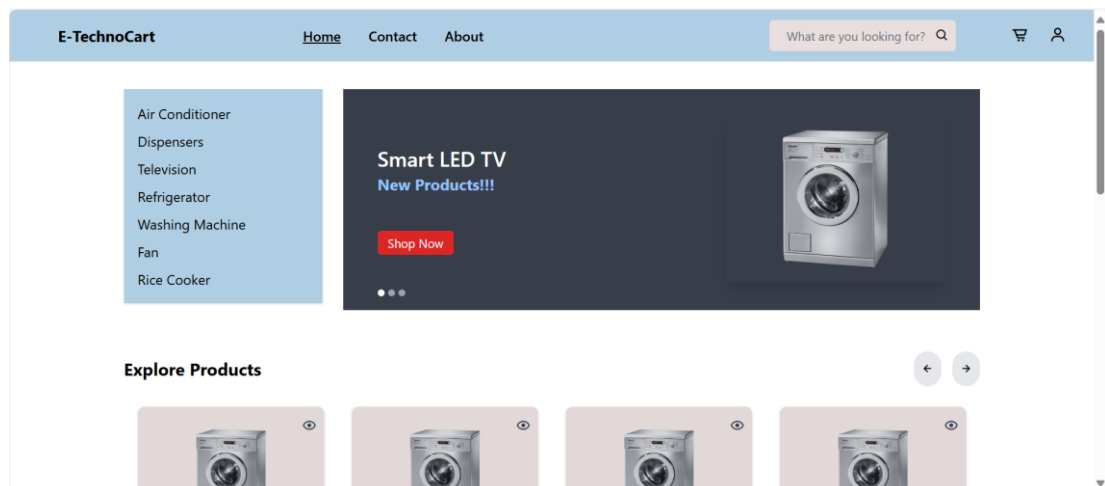 E-TechnoCart
Home
Contact
About
What are you looking for?
Air Conditioner
Dispensers
Television
Refrigerator
Washing Machine
Fan
Rice Cooker
Smart LED TV
New Products!!!
Shop Now
Explore Products